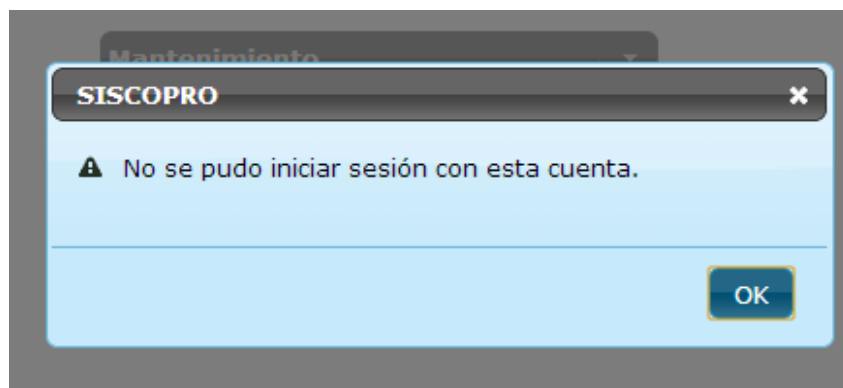 Mantenimiento
SISCOPRO
No se pudo iniciar sesión con esta cuenta.
OK